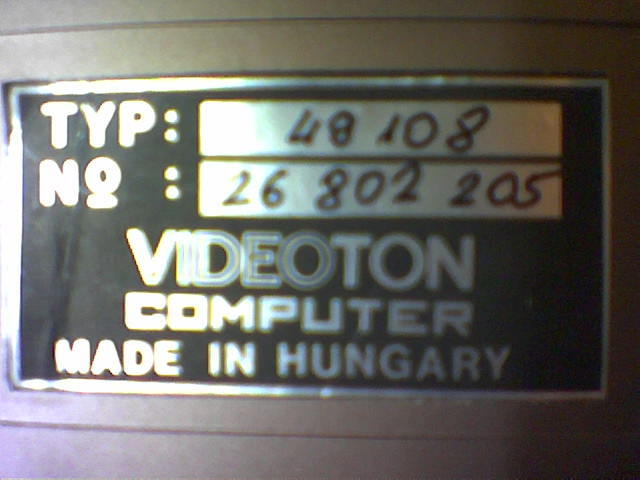 TYP: 48 108
Nº : 26 802 205
VIDEOTON
COMPUTER
MADE IN HUNGARY